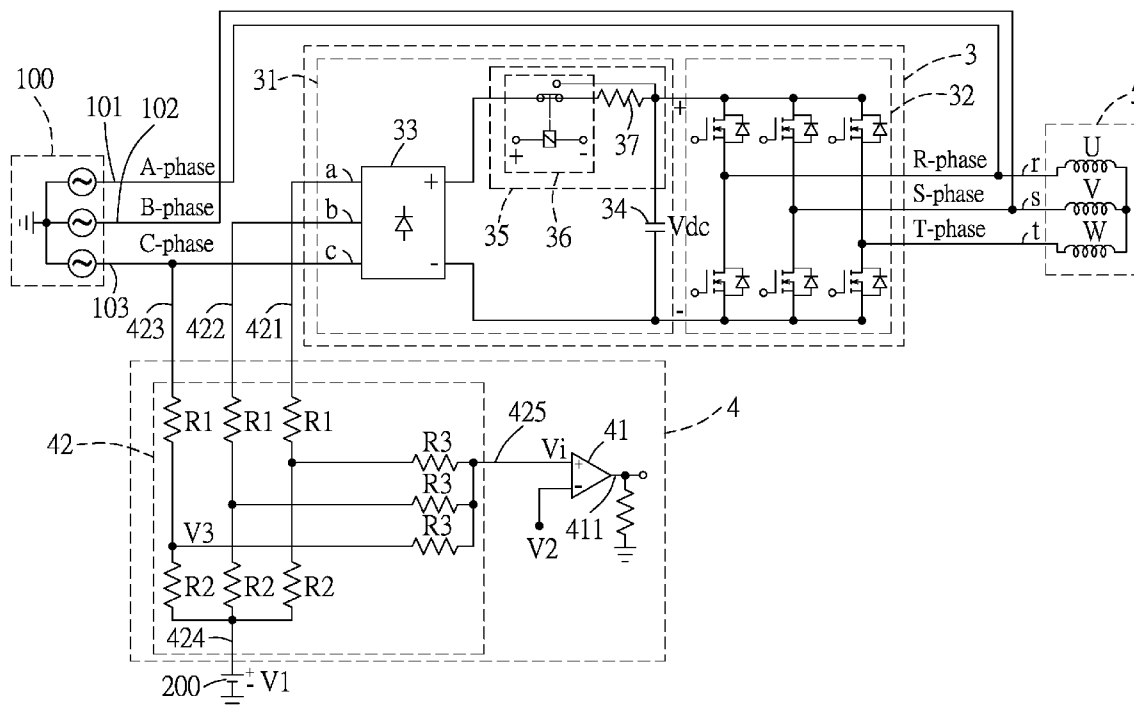 100
101
102
A-phase
B-phase
C-phase
103
31
33
a
b
c
+
-
+
-
35
36
37
34
Vdc
+
-
3
32
R-phase
S-phase
T-phase
r
s
t
U
V
W
423
422
421
42
R1
R1
R1
R3
R3
R3
V3
R2
R2
R2
424
425
Vi
+
-
41
411
V2
4
200
+
-
V1